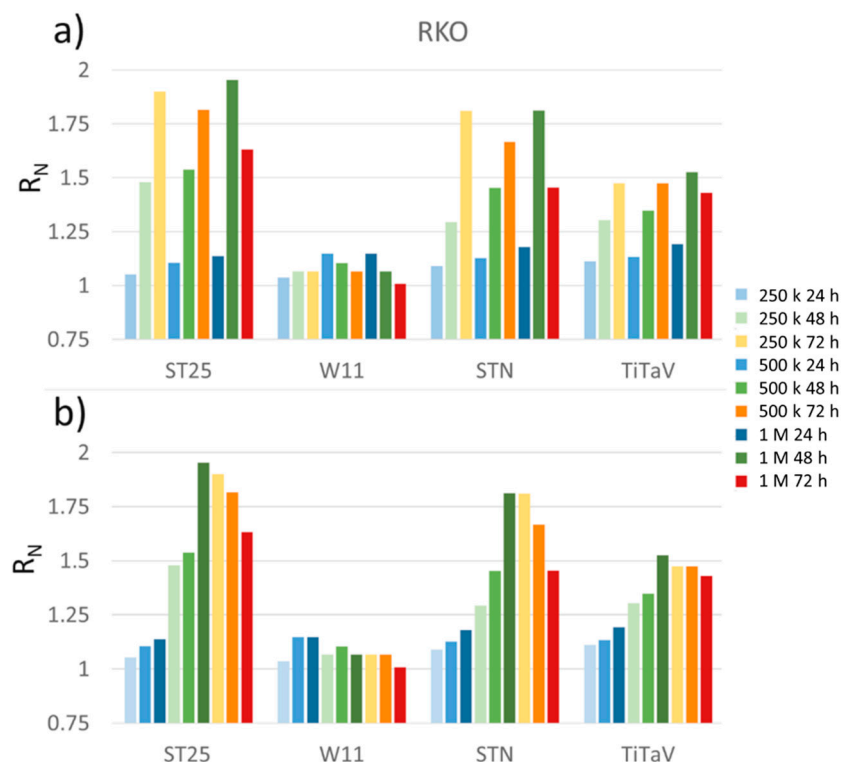 a)
RKO
2
1.75
1.5
1.25
1
0.75
R_N
ST25 W11 STN TiTaV
250 k 24 h
250 k 48 h
250 k 72 h
500 k 24 h
500 k 48 h
500 k 72 h
1 M 24 h
1 M 48 h
1 M 72 h
b)
2
1.75
1.5
1.25
1
0.75
R_N
ST25 W11 STN TiTaV